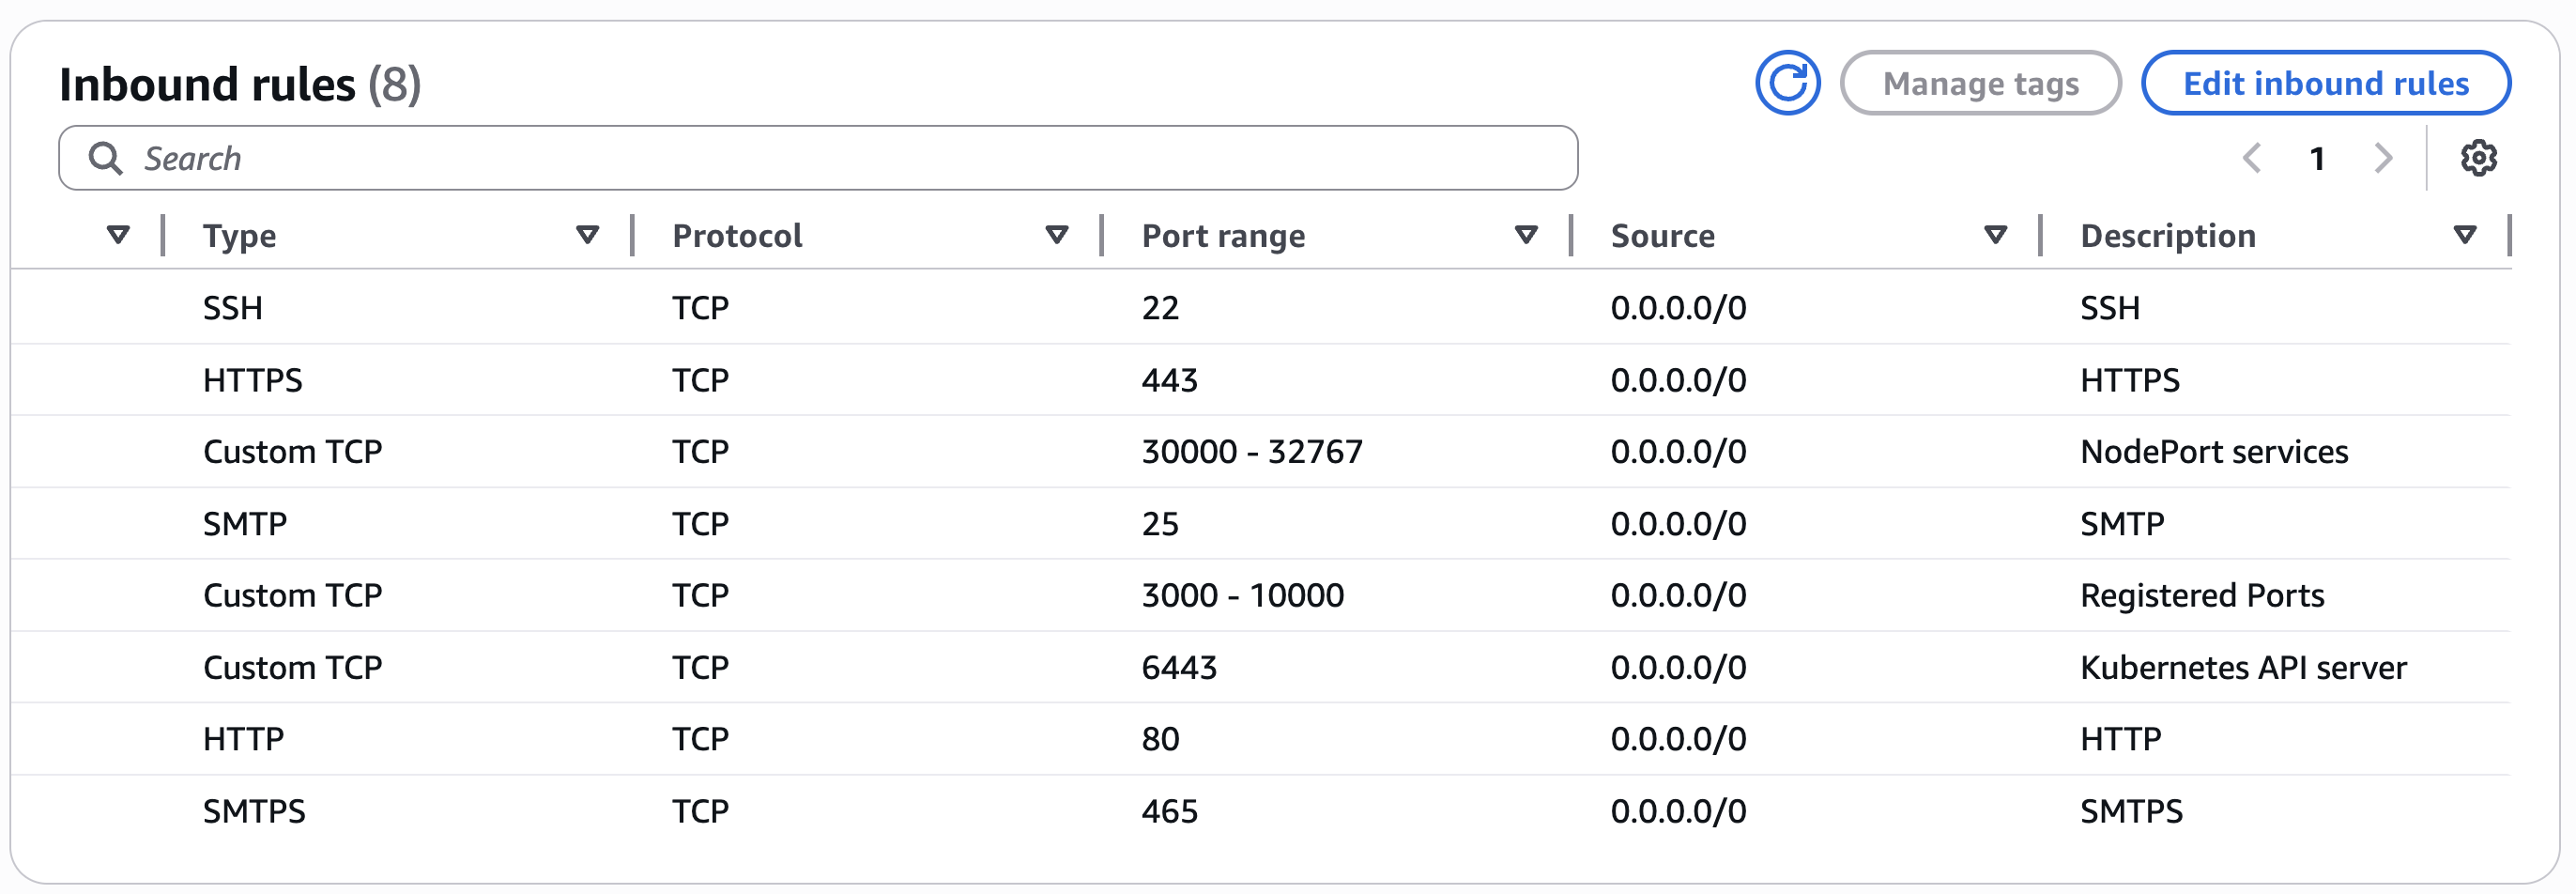 Inbound rules (8)
Manage tags
Edit inbound rules
Search
1
Type Protocol Port range Source Description
SSH TCP 22 0.0.0.0/0 SSH
HTTPS TCP 443 0.0.0.0/0 HTTPS
Custom TCP TCP 30000 - 32767 0.0.0.0/0 NodePort services
SMTP TCP 25 0.0.0.0/0 SMTP
Custom TCP TCP 3000 - 10000 0.0.0.0/0 Registered Ports
Custom TCP TCP 6443 0.0.0.0/0 Kubernetes API server
HTTP TCP 80 0.0.0.0/0 HTTP
SMTPS TCP 465 0.0.0.0/0 SMTPS